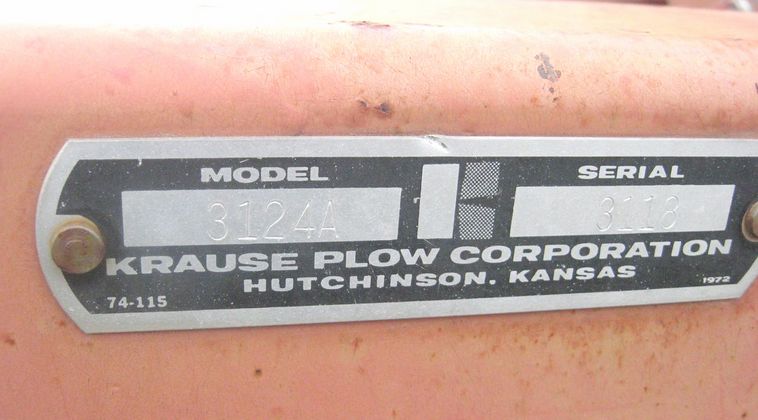 MODEL SERIAL
3124A 3118
KRAUSE PLOW CORPORATION
HUTCHINSON, KANSAS
74-115 1972